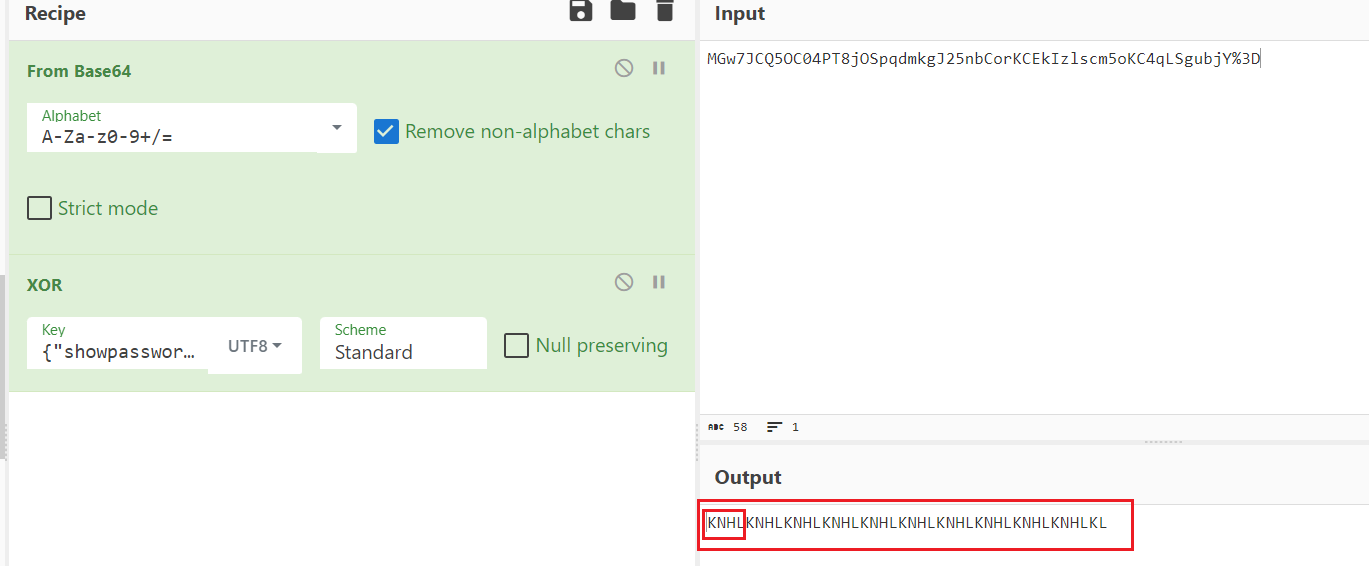 Recipe
From Base64
Alphabet
A-Za-z0-9+/=
Remove non-alphabet chars
Strict mode
XOR
Key
{"showpasswor…
UTF8
Scheme
Standard
Null preserving
Input
MGw7JCQ5OC04PT8jOSpqdmkgJ25nbCorKCEkIzlscm5oKC4qLSgubjY%3D
ABC 58 1
Output
KNHLKNHLKNHLKNHLKNHLKNHLKNHLKNHLKNHLKNHLKL